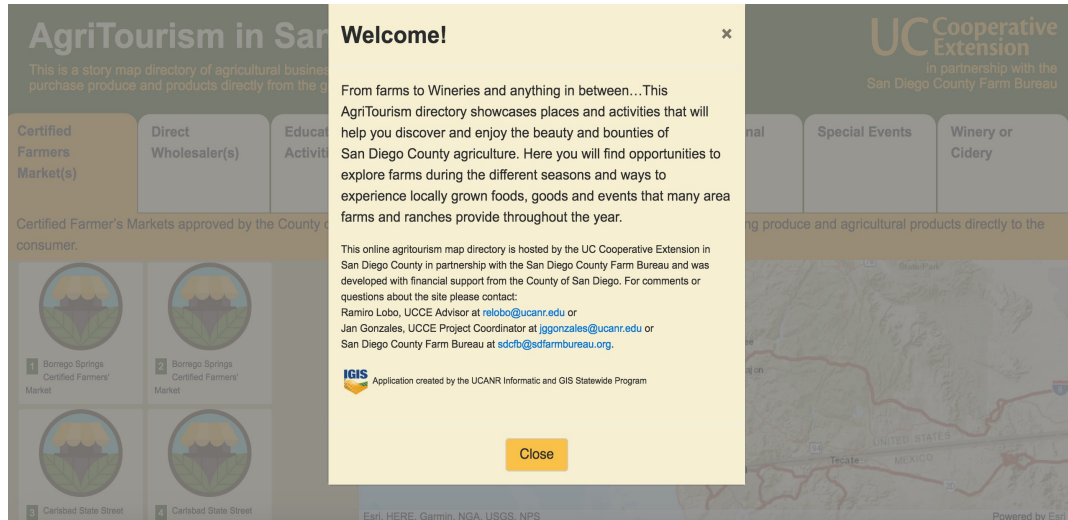 AgriTourism in San
This is a story map directory of agricultural busines
purchase produce and products directly from the g
UC Cooperative
Extension
in partnership with the
San Diego County Farm Bureau
Welcome!
×
From farms to Wineries and anything in between…This
AgriTourism directory showcases places and activities that will
help you discover and enjoy the beauty and bounties of
San Diego County agriculture. Here you will find opportunities to
explore farms during the different seasons and ways to
experience locally grown foods, goods and events that many area
farms and ranches provide throughout the year.
This online agritourism map directory is hosted by the UC Cooperative Extension in
San Diego County in partnership with the San Diego County Farm Bureau and was
developed with financial support from the County of San Diego. For comments or
questions about the site please contact:
Ramiro Lobo, UCCE Advisor at relobo@ucanr.edu or
Jan Gonzales, UCCE Project Coordinator at jggonzales@ucanr.edu or
San Diego County Farm Bureau at sdcfb@sdfarmbureau.org.
IGIS Application created by the UCANR Informatic and GIS Statewide Program
Close
Certified
Farmers
Market(s)
Direct
Wholesaler(s)
Educat
Activiti
nal
Special Events
Winery or
Cidery
Certified Farmer's Markets approved by the County o
ng produce and agricultural products directly to the
consumer.
1 Borrego Springs
Certified Farmers'
Market
2 Borrego Springs
Certified Farmers'
Market
3 Carlsbad State Street
4 Carlsbad State Street
State Park
UNITED STATES
MEXICO
Tecate
8
Esri, HERE, Garmin, NGA, USGS, NPS
Powered by Esri